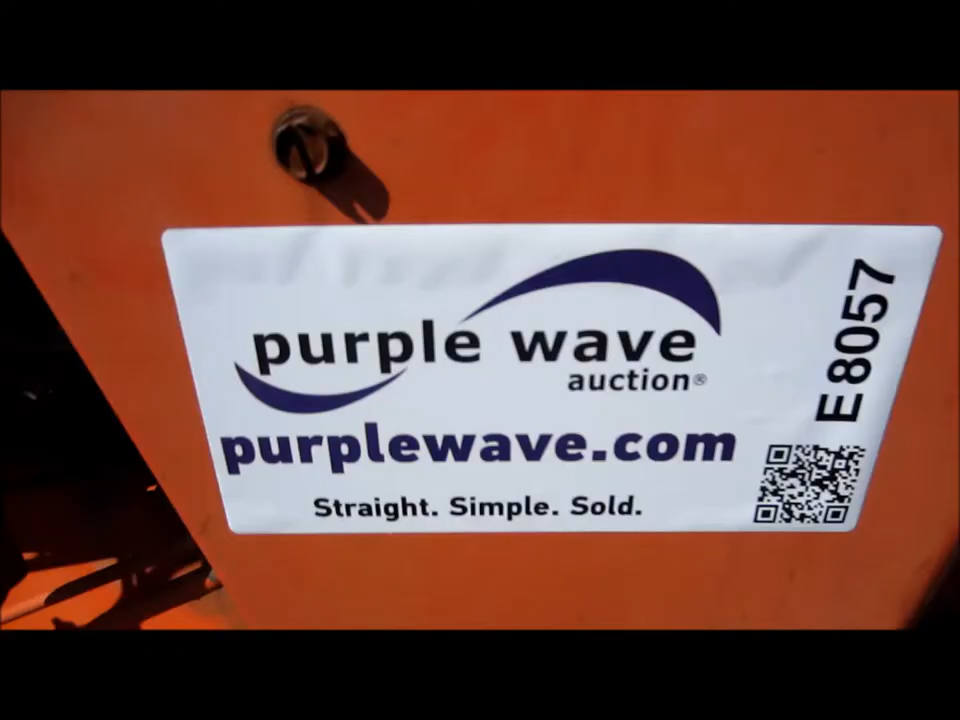 purple wave
auction®
purplewave.com
Straight. Simple. Sold.
E8057